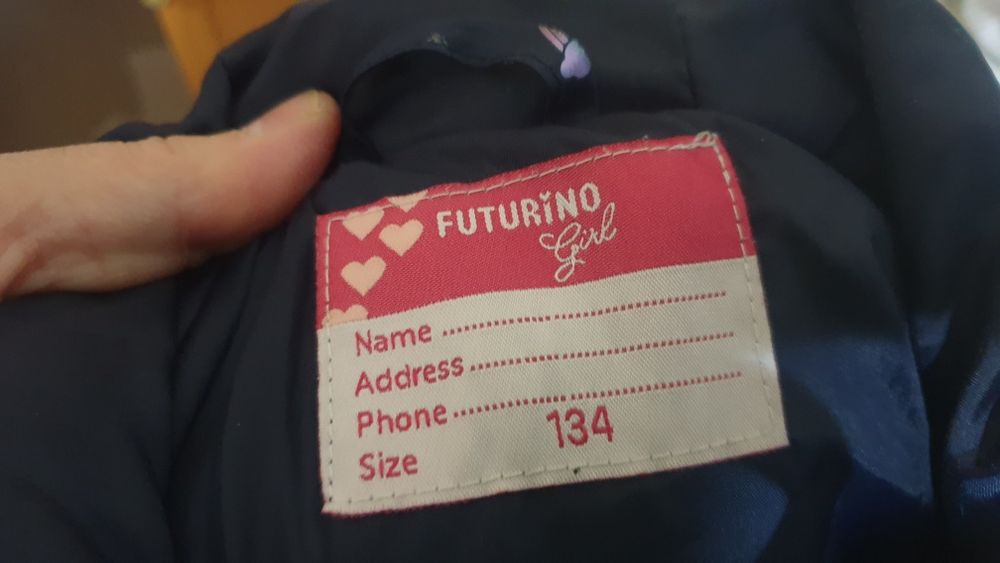 FUTURINO
Girl
Name ........................................
Address ........................................
Phone ........................................
Size 134